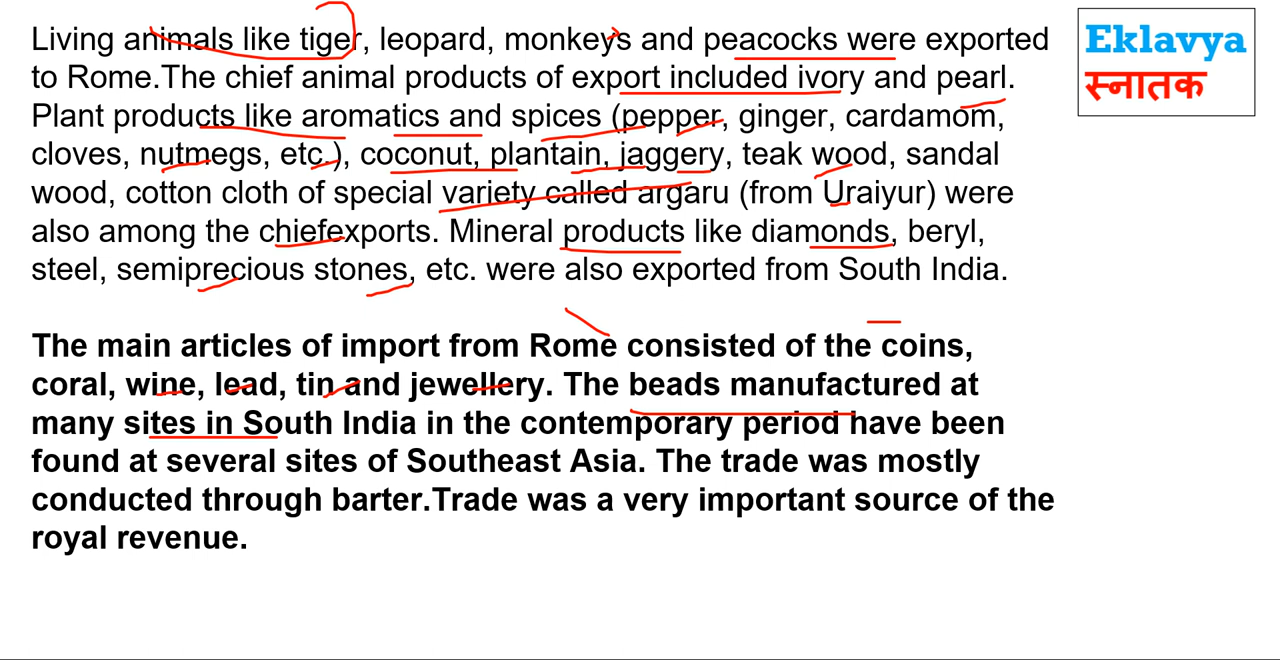 Living animals like tiger, leopard, monkeys and peacocks were exported
to Rome.The chief animal products of export included ivory and pearl.
Plant products like aromatics and spices (pepper, ginger, cardamom,
cloves, nutmegs, etc.), coconut, plantain, jaggery, teak wood, sandal
wood, cotton cloth of special variety called argaru (from Uraiyur) were
also among the chiefexports. Mineral products like diamonds, beryl,
steel, semiprecious stones, etc. were also exported from South India.
The main articles of import from Rome consisted of the coins,
coral, wine, lead, tin and jewellery. The beads manufactured at
many sites in South India in the contemporary period have been
found at several sites of Southeast Asia. The trade was mostly
conducted through barter.Trade was a very important source of the
royal revenue.
Eklavya
स्नातक